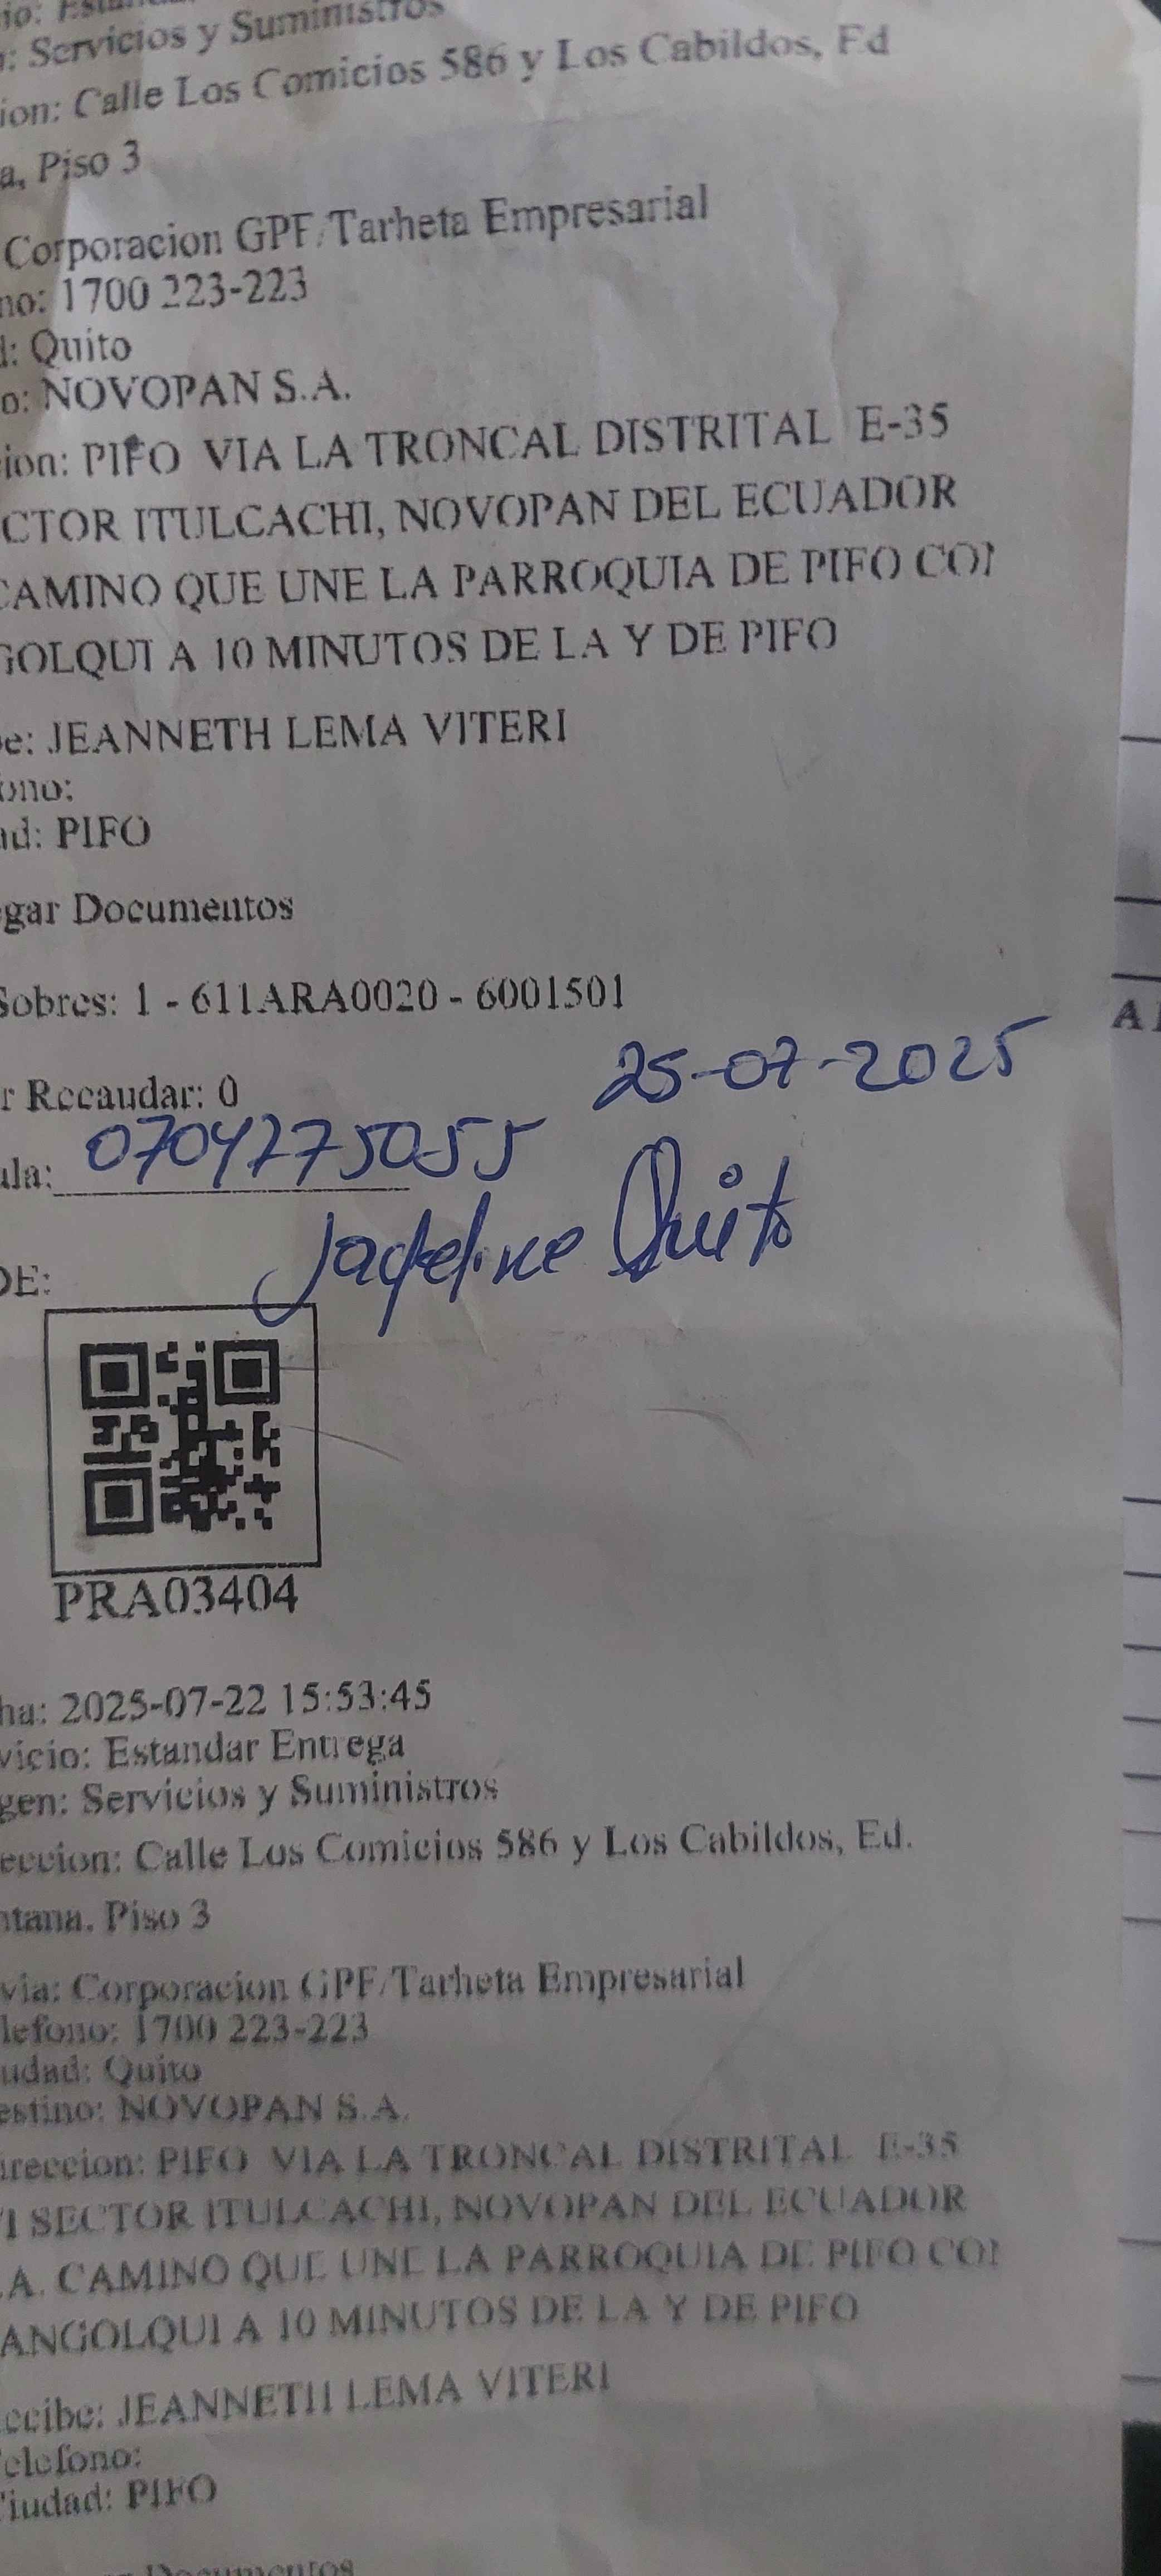 io: Estandar
n: Servicios y Suministros
ion: Calle Los Comicios 586 y Los Cabildos, Ed
a, Piso 3
Corporacion GPF/Tarheta Empresarial
no: 1700 223-223
d: Quito
o: NOVOPAN S.A.
ion: PIFO VIA LA TRONCAL DISTRITAL E-35
CTOR ITULCACHI, NOVOPAN DEL ECUADOR
CAMINO QUE UNE LA PARROQUIA DE PIFO CON
GOLQUI A 10 MINUTOS DE LA Y DE PIFO
e: JEANNETH LEMA VITERI
ono:
ad: PIFO
gar Documentos
Sobres: 1 - 611ARA0020 - 6001501
25-07-2025
r Recaudar: 0
ula: 0704275055
Jaqueline Quito
DE:
PRA03404
ha: 2025-07-22 15:53:45
vicio: Estandar Entrega
gen: Servicios y Suministros
eccion: Calle Los Comicios 586 y Los Cabildos, Ed.
ntana. Piso 3
via: Corporacion GPF/Tarheta Empresarial
lefono: 1700 223-223
udad: Quito
estino: NOVOPAN S.A.
ireccion: PIFO VIA LA TRONCAL DISTRITAL E-35
I SECTOR ITULCACHI, NOVOPAN DEL ECUADOR
.A. CAMINO QUE UNE LA PARROQUIA DE PIFO CON
ANGOLQUI A 10 MINUTOS DE LA Y DE PIFO
ecibe: JEANNETH LEMA VITERI
Telefono:
Ciudad: PIFO
Documentos